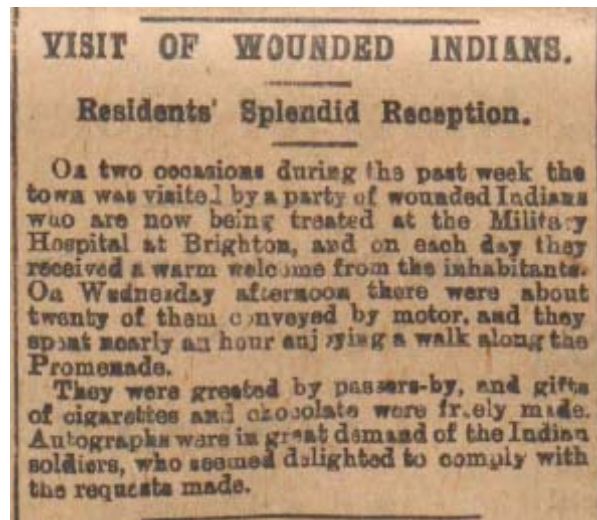 VISIT OF WOUNDED INDIANS.
Residents' Splendid Reception.
On two occasions during the past week the
town was visited by a party of wounded Indians
who are now being treated at the Military
Hospital at Brighton, and on each day they
received a warm welcome from the inhabitants.
On Wednesday afternoon there were about
twenty of them conveyed by motor, and they
spent nearly an hour enjoying a walk along the
Promenade.
They were greeted by passers-by, and gifts
of cigarettes and chocolate were freely made.
Autographs were in great demand of the Indian
soldiers, who seemed delighted to comply with
the requests made.